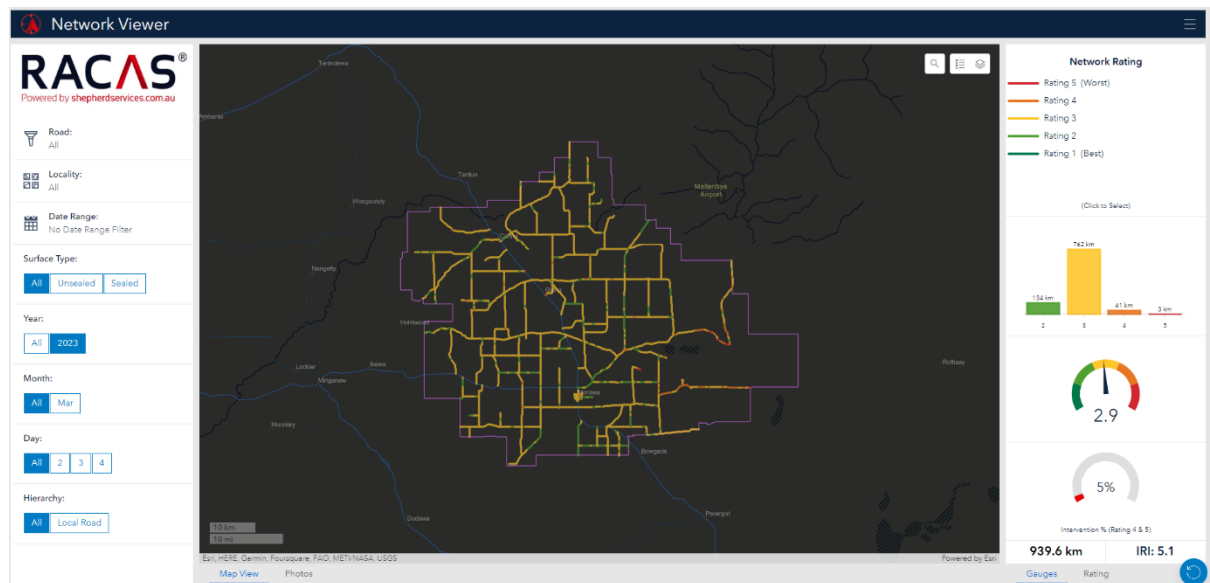 Network Viewer
RACAS®
Powered by shepherdservices.com.au
Road:
All
Locality:
All
Date Range:
No Date Range Filter
Surface Type:
All Unsealed Sealed
Year:
All 2023
Month:
All Mar
Day:
All 2 3 4
Hierarchy:
All Local Road
Tardun
Wongoondy
Mellenbye
Airport
Nangetty
Holmwood
Lockier
Ikewa
Mingenew
Moorlary
Rothsay
Bowgada
Perenjori
Dudawa
10 km
10 mi
Esri, HERE, Garmin, Foursquare, FAO, METI/NASA, USGS
Powered by Esri
Map View Photos
Network Rating
Rating 5 (Worst)
Rating 4
Rating 3
Rating 2
Rating 1 (Best)
(Click to Select)
134 km 762 km 41 km 3 km
2 3 4 5
2.9
5%
Intervention % (Rating 4 & 5)
939.6 km IRI: 5.1
Gauges Rating